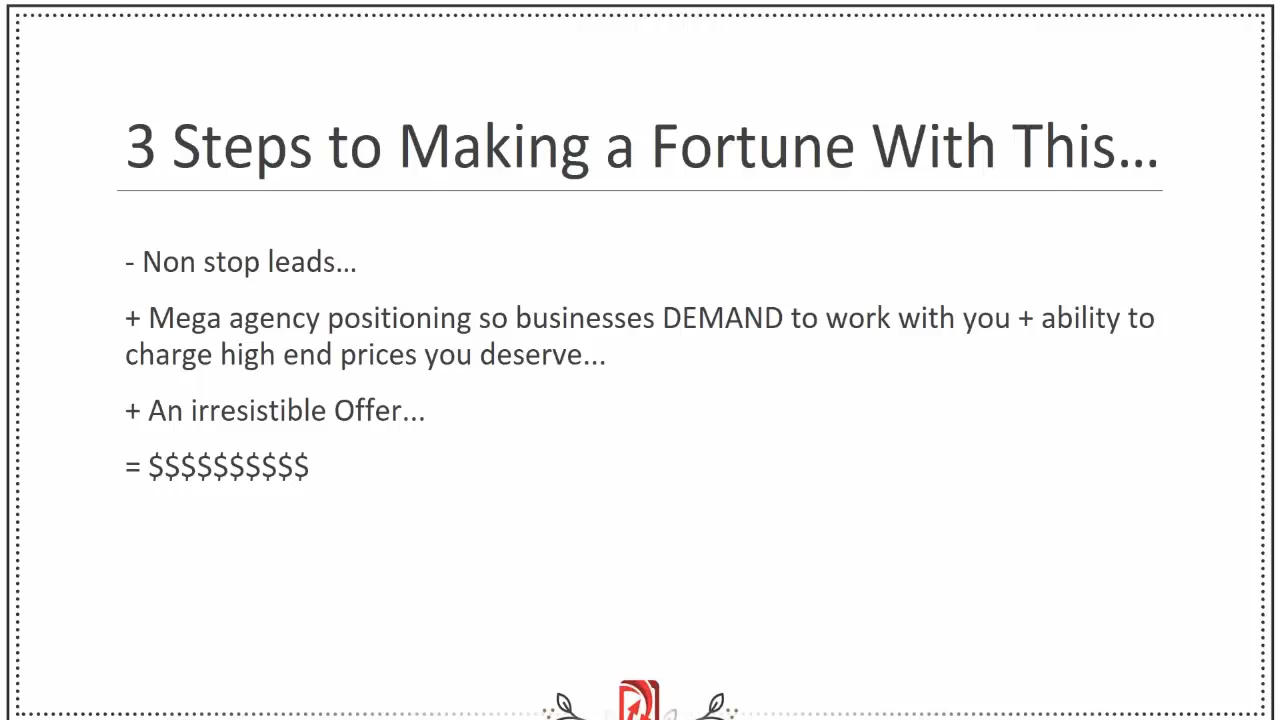 3 Steps to Making a Fortune With This...
- Non stop leads...
+ Mega agency positioning so businesses DEMAND to work with you + ability to
charge high end prices you deserve...
+ An irresistible Offer...
= $$$$$$$$$$